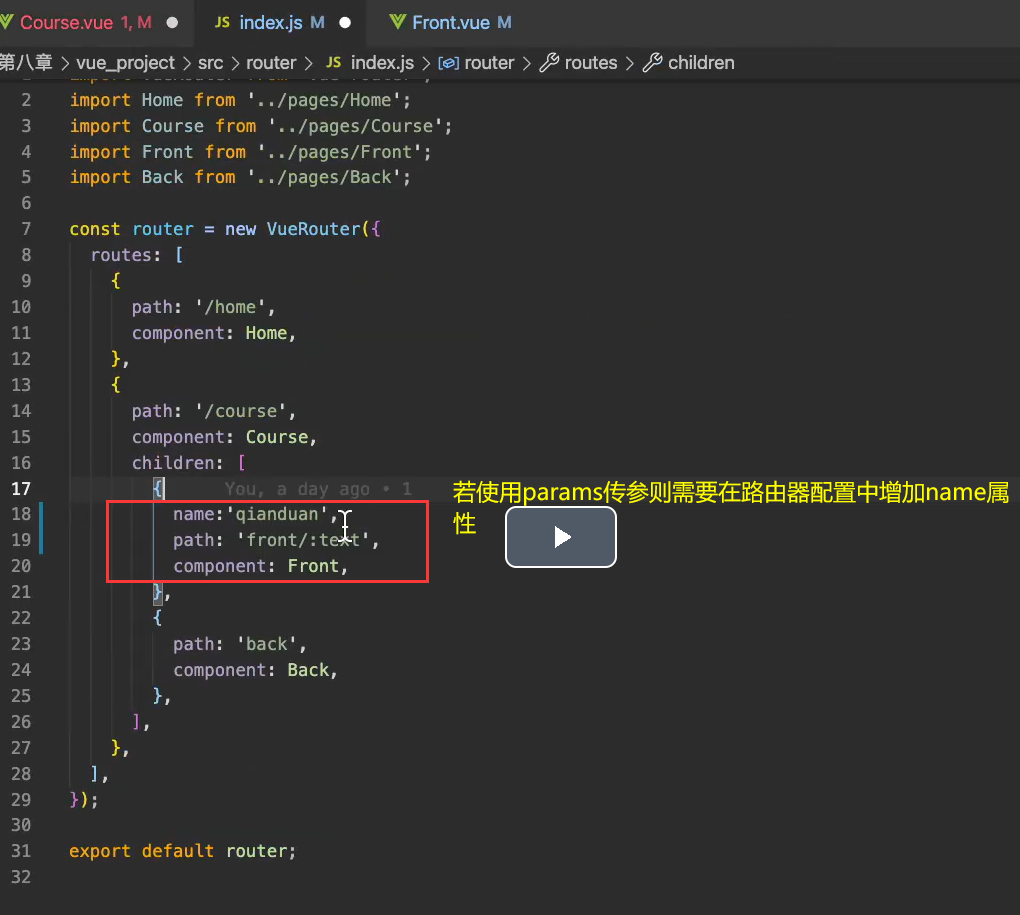 Course.vue 1, M ● JS index.js M ● Front.vue M
第八章 > vue_project > src > router > JS index.js > router > routes > children
2 import Home from '../pages/Home';
3 import Course from '../pages/Course';
4 import Front from '../pages/Front';
5 import Back from '../pages/Back';
6
7 const router = new VueRouter({
8 routes: [
9 {
10 path: '/home',
11 component: Home,
12 },
13 {
14 path: '/course',
15 component: Course,
16 children: [
17 { You, a day ago • 1
若使用params传参则需要在路由器配置中增加name属
性
18 name:'qianduan',
19 path: 'front/:text',
20 component: Front,
21 },
22 {
23 path: 'back',
24 component: Back,
25 },
26 ],
27 },
28 ],
29 });
30
31 export default router;
32